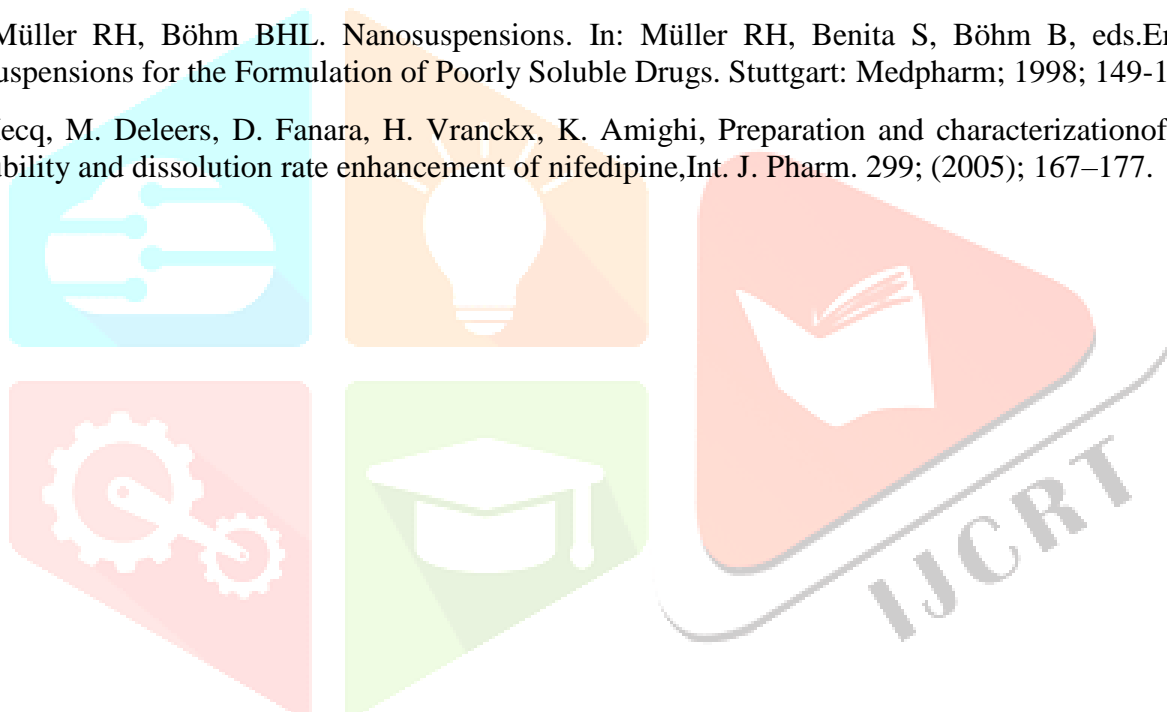 Müller RH, Böhm BHL. Nanosuspensions. In: Müller RH, Benita S, Böhm B, eds.
uspensions for the Formulation of Poorly Soluble Drugs. Stuttgart: Medpharm; 1998; 149-1
ecq, M. Deleers, D. Fanara, H. Vranckx, K. Amighi, Preparation and characterizationof
bility and dissolution rate enhancement of nifedipine,Int. J. Pharm. 299; (2005); 167–177.
IJCRT